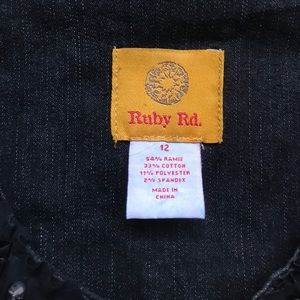 Ruby Rd.
12
54% RAMIE
33% COTTON
11% POLYESTER
2% SPANDEX
MADE IN
CHINA